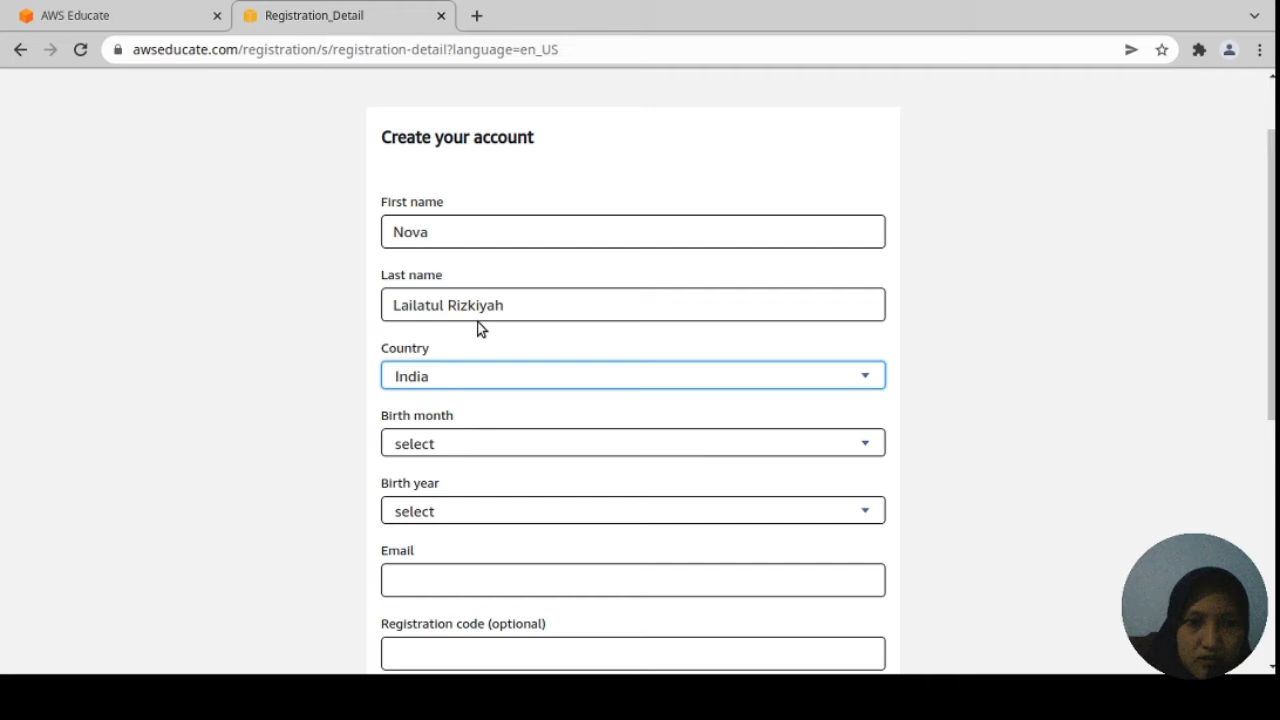 AWS Educate
Registration_Detail
awseducate.com/registration/s/registration-detail?language=en_US
Create your account
First name
Nova
Last name
Lailatul Rizkiyah
Country
India
Birth month
select
Birth year
select
Email
Registration code (optional)